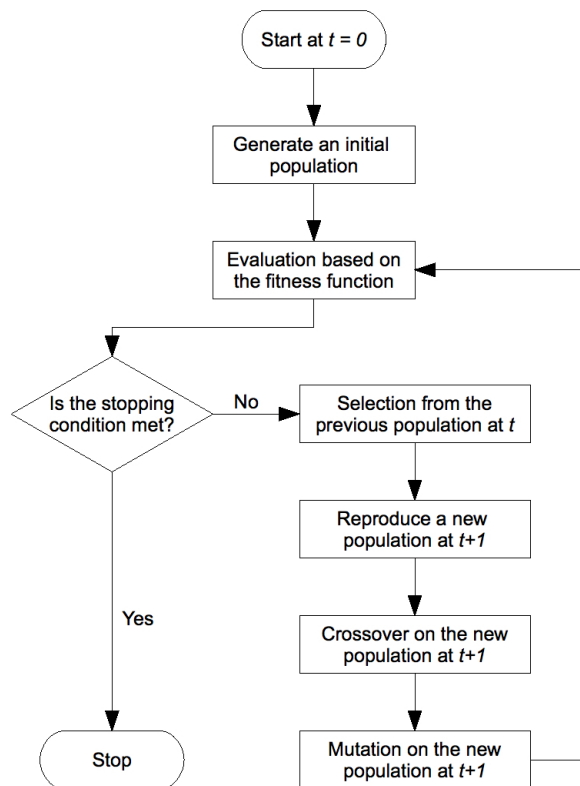 Start at t = 0
Generate an initial
population
Evaluation based on
the fitness function
Is the stopping
condition met?
No
Selection from the
previous population at t
Reproduce a new
population at t+1
Yes
Crossover on the new
population at t+1
Stop
Mutation on the new
population at t+1